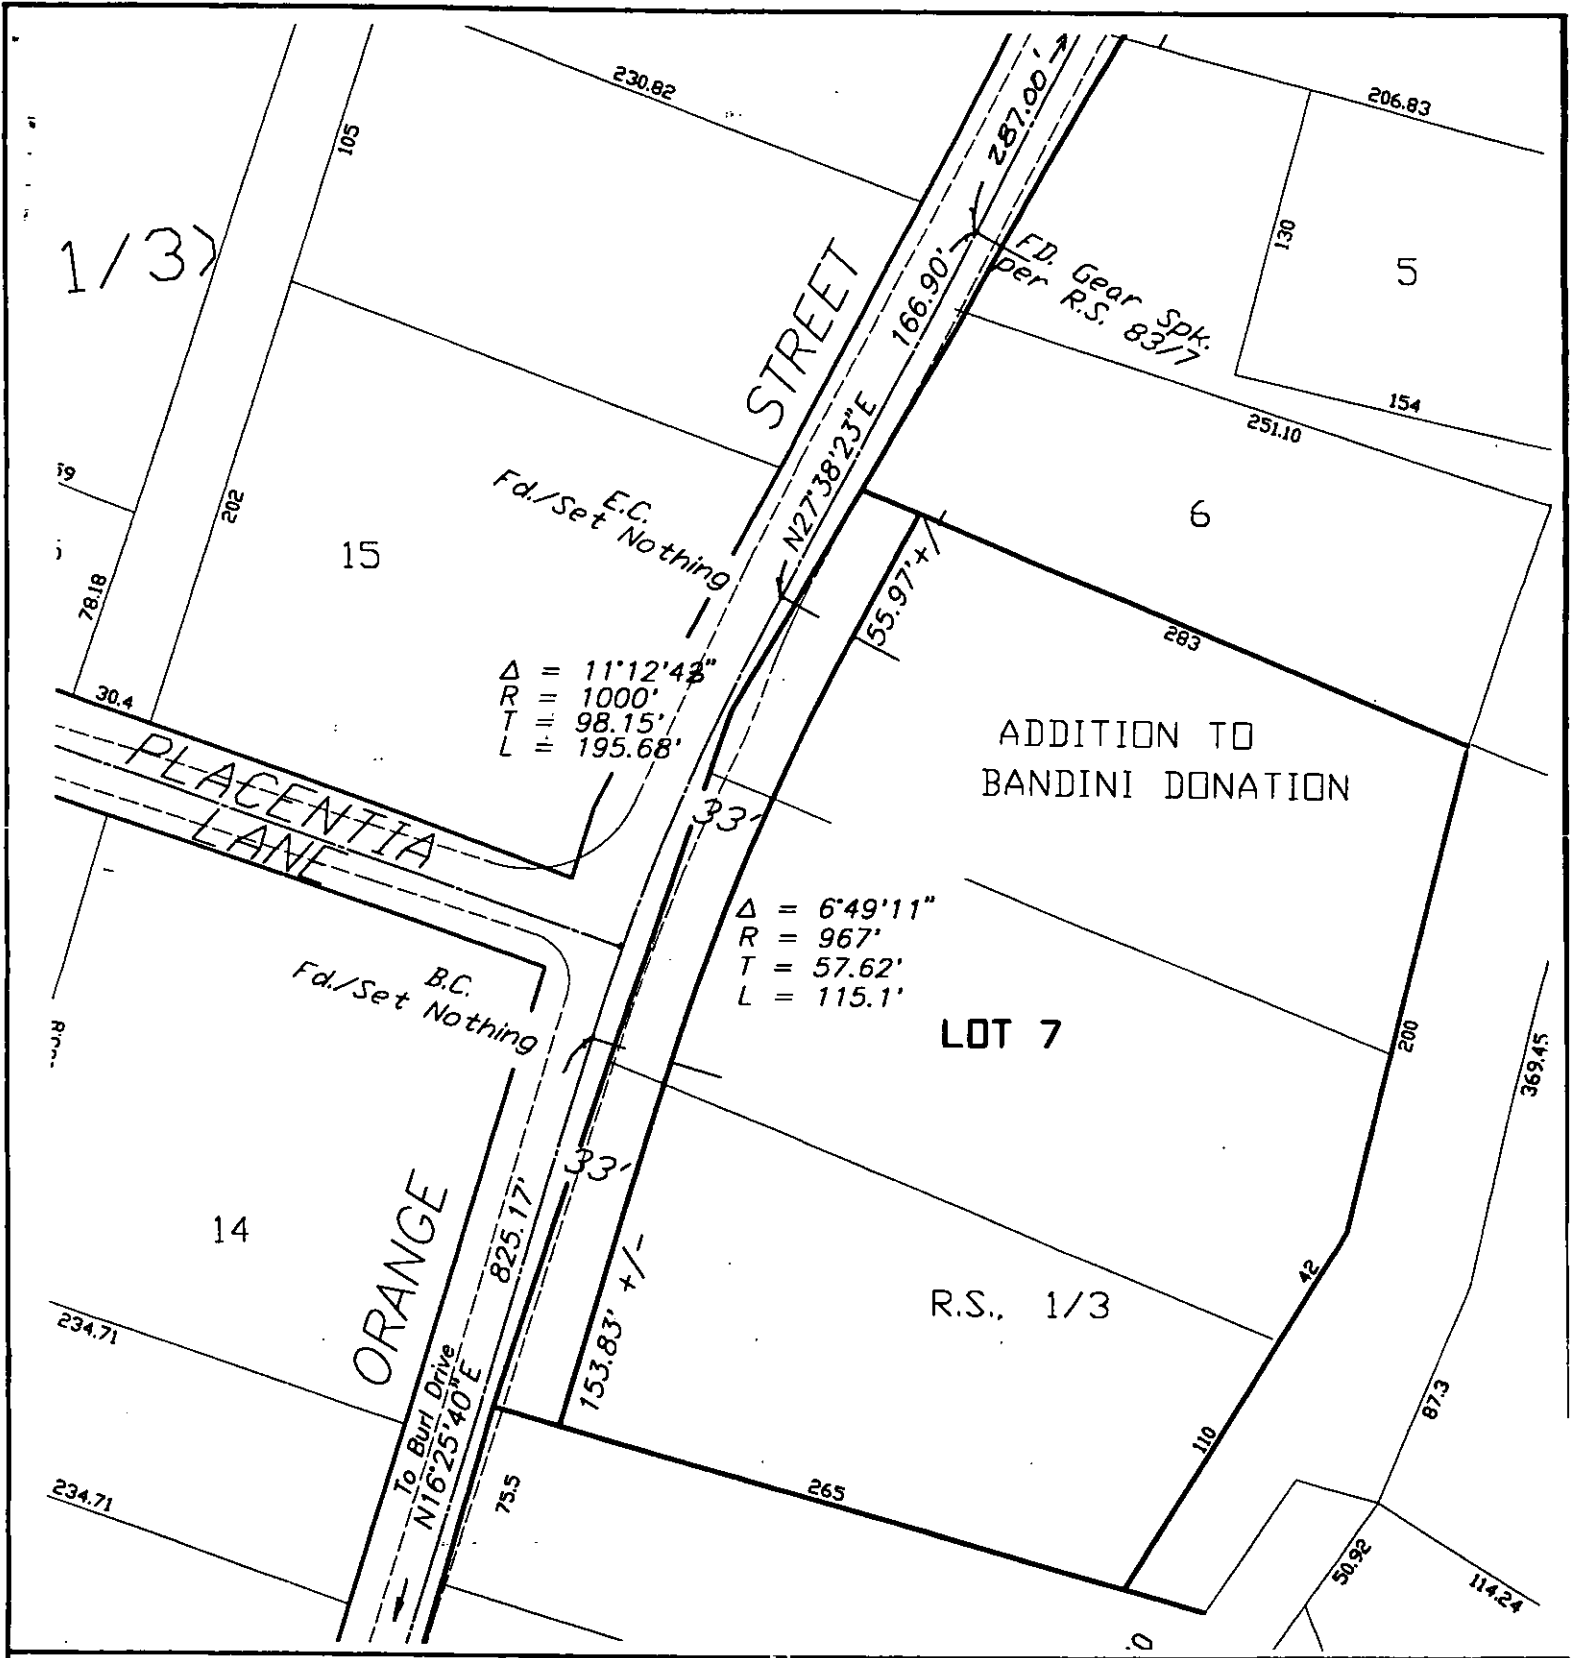 230.82
206.83
105
287.00'
1/3)
130
5
FD. Gear Spk.
per R.S. 83/7
166.90'
STREET
154
251.10
N27°38'23"E
59
202
15
E.C.
Fd./Set Nothing
6
78.18
55.97'+/
283
Δ = 11°12'43"
R = 1000'
T = 98.15'
L = 195.68'
30.4
PLACENTIA
LANE
ADDITION TO
BANDINI DONATION
33'
Δ = 6°49'11"
R = 967'
T = 57.62'
L = 115.1'
B.C.
Fd./Set Nothing
LOT 7
200
369.45
33'
14
ORANGE
825.17'
153.83' +/-
R.S., 1/3
42
234.71
To Burl Drive
N16°25'40"E
87.3
110
234.71
75.5
265
50.92
114.24